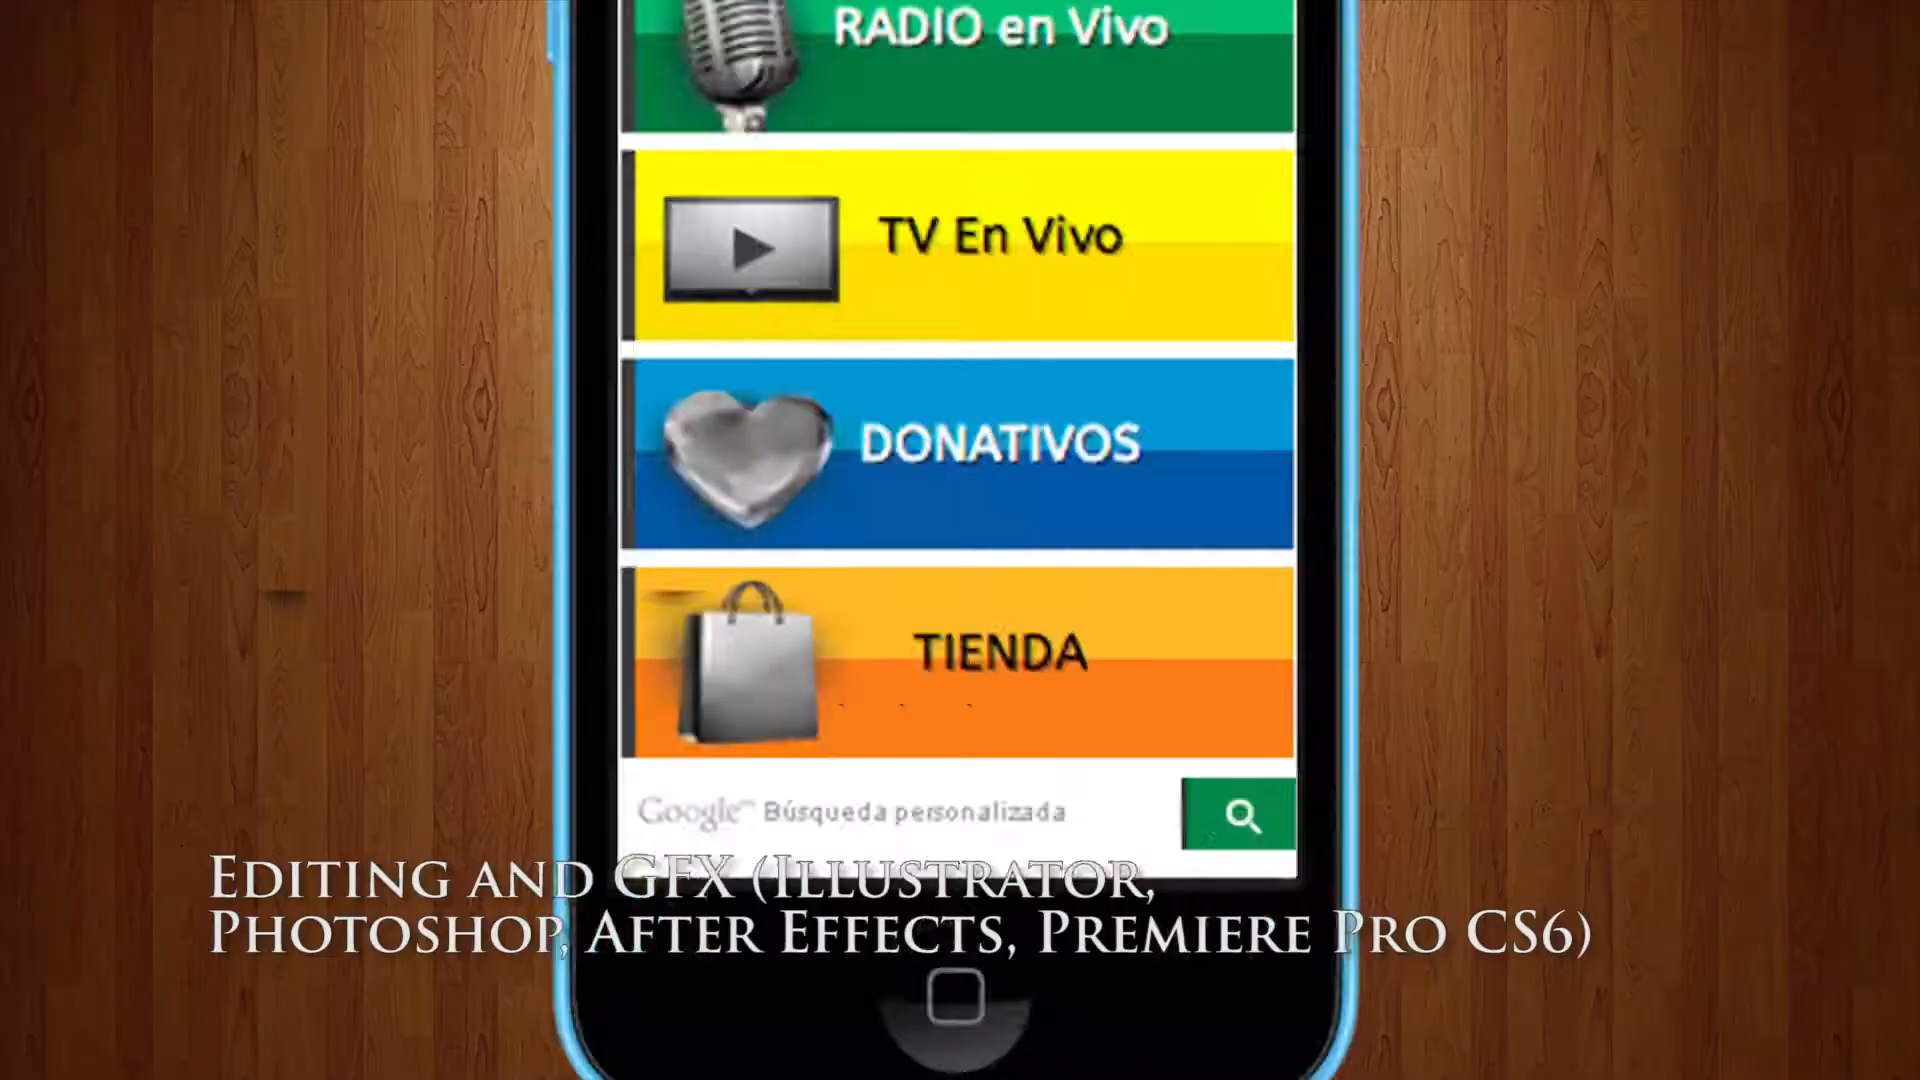 RADIO en Vivo
TV En Vivo
DONATIVOS
TIENDA
Google™ Búsqueda personalizada
EDITING AND GFX (ILLUSTRATOR,
PHOTOSHOP, AFTER EFFECTS, PREMIERE PRO CS6)